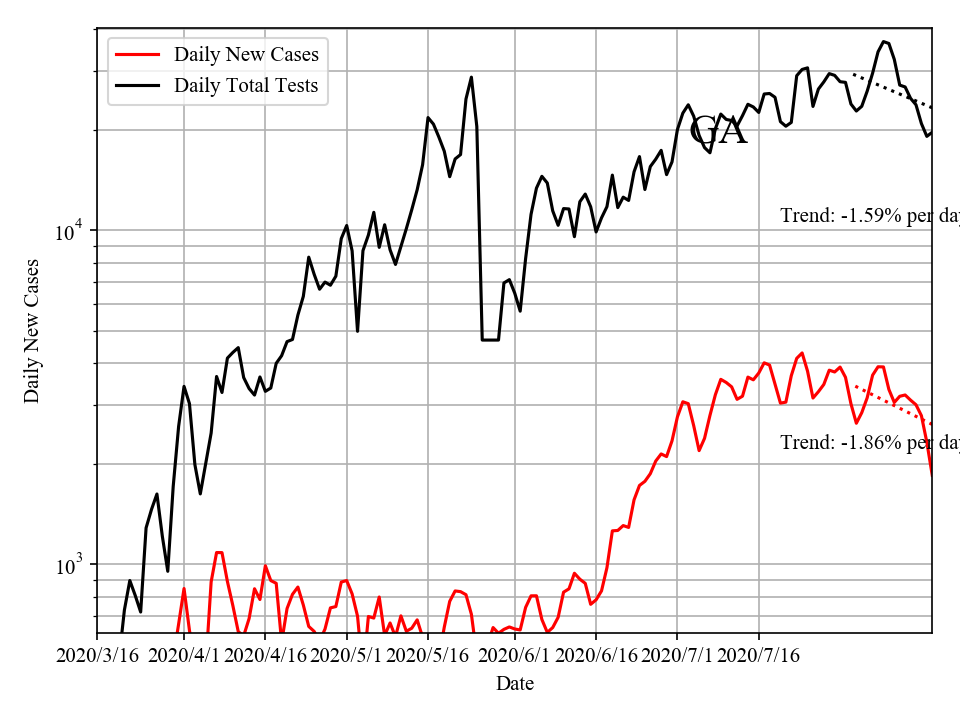 Daily New Cases
Daily Total Tests
GA
Trend: -1.59% per day
Trend: -1.86% per day
10^4
10^3
Daily New Cases
2020/3/16 2020/4/1 2020/4/16 2020/5/1 2020/5/16 2020/6/1 2020/6/16 2020/7/1 2020/7/16
Date